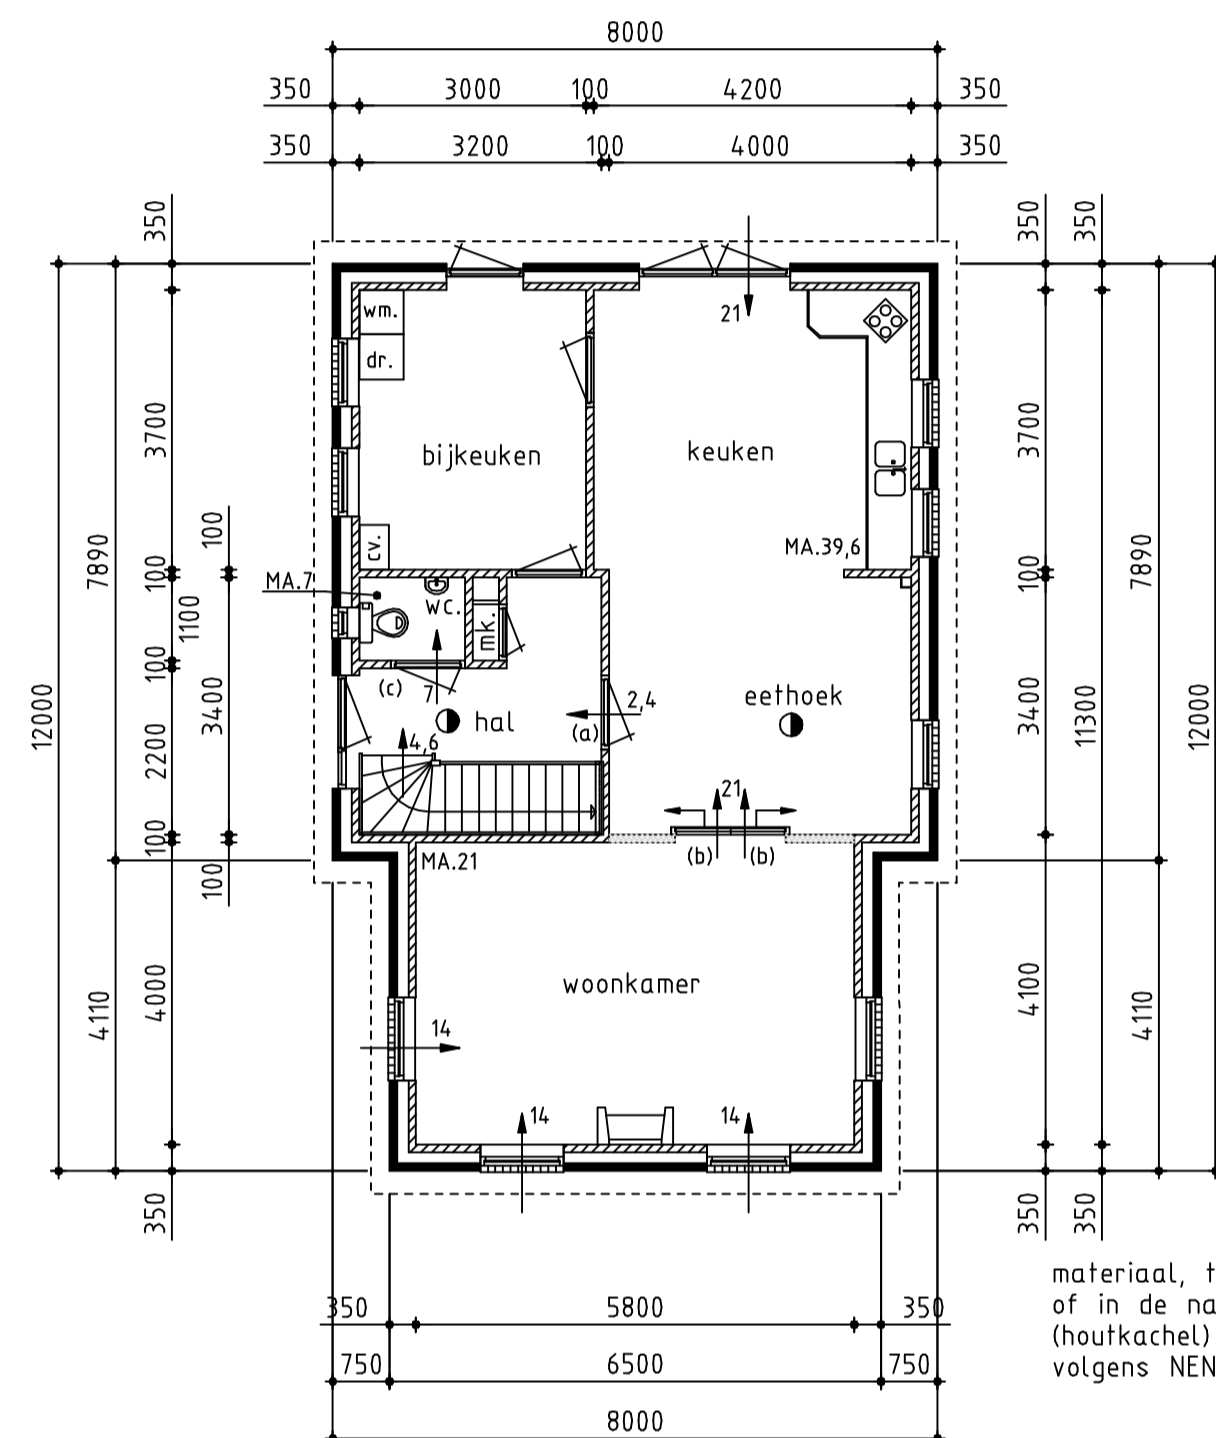 8000
350 3000 100 4200 350
350 3200 100 4000 350
350
350
350
wm.
dr.
21
bijkeuken
keuken
3700
3700
7890
7890
100
100
cv.
MA.39,6
MA.7
1100
100
100
wc.
mk.
(c)
7
hal
2,4
(a)
eethoek
4,6
12000
3400
2200
3400
11300
12000
21
(b)
(b)
100
100
MA.21
woonkamer
4000
4110
4100
4110
14
14
14
350
350
350
materiaal, t
of in de na
(houtkachel)
volgens NEN
350 5800 350
750 6500 750
8000